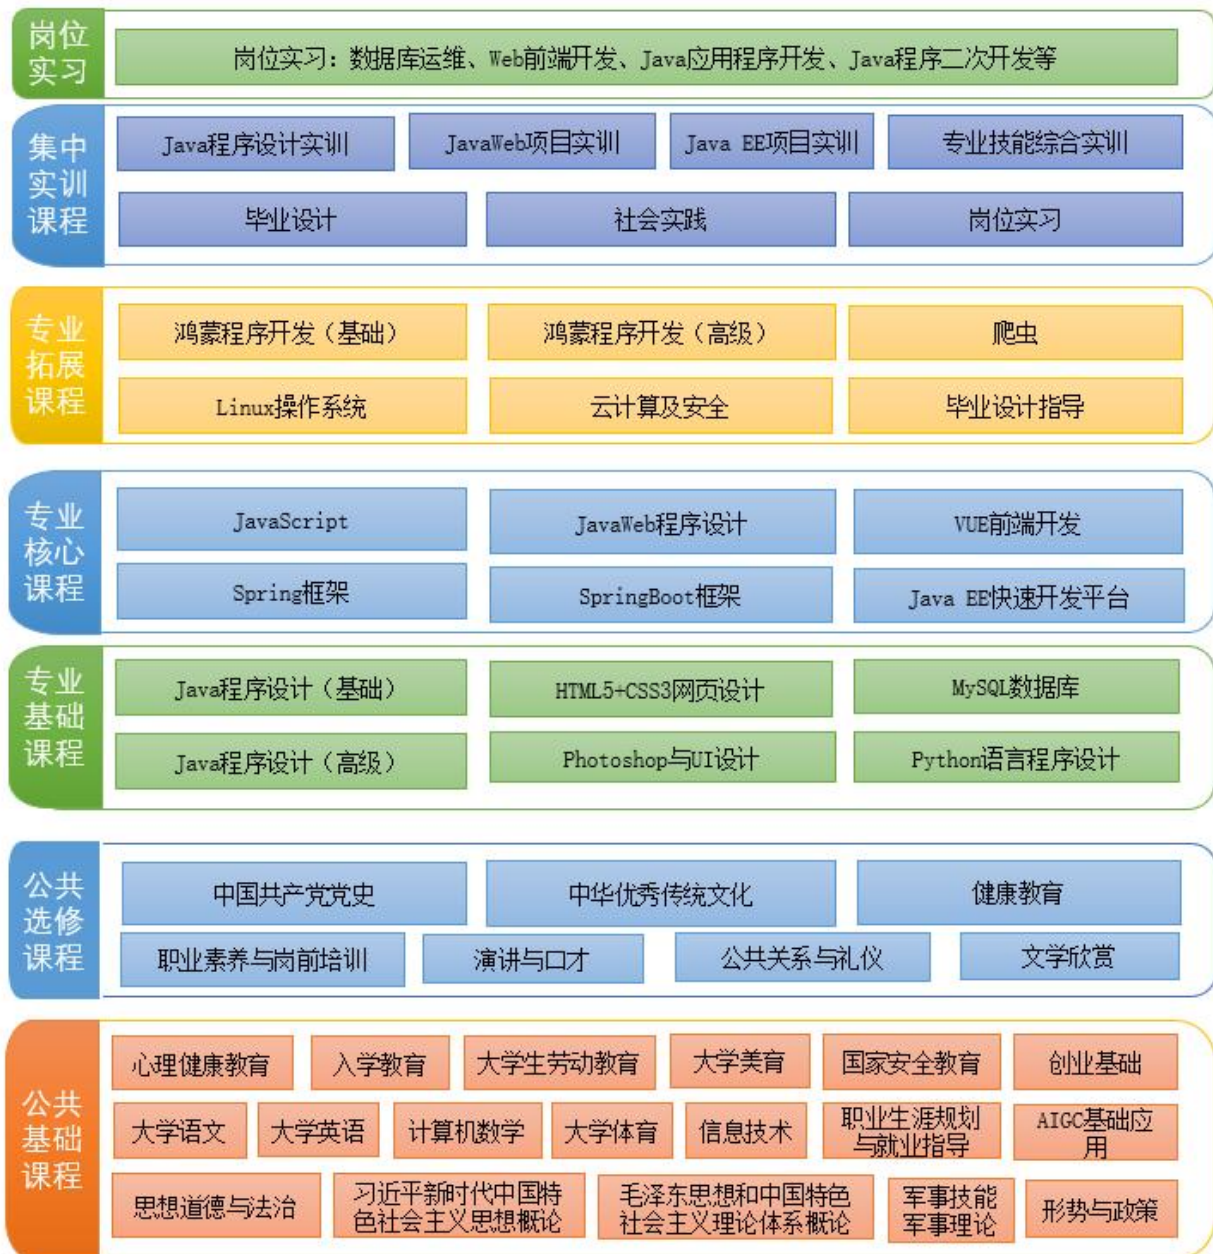 岗位
实习
岗位实习：数据库运维、Web前端开发、Java应用程序开发、Java程序二次开发等
集中
实训
课程
Java程序设计实训
JavaWeb项目实训
Java EE项目实训
专业技能综合实训
毕业设计
社会实践
岗位实习
专业
拓展
课程
鸿蒙程序开发（基础）
鸿蒙程序开发（高级）
爬虫
Linux操作系统
云计算及安全
毕业设计指导
专业
核心
课程
JavaScript
JavaWeb程序设计
VUE前端开发
Spring框架
SpringBoot框架
Java EE快速开发平台
专业
基础
课程
Java程序设计（基础）
HTML5+CSS3网页设计
MySQL数据库
Java程序设计（高级）
Photoshop与UI设计
Python语言程序设计
公共
选修
课程
中国共产党党史
中华优秀传统文化
健康教育
职业素养与岗前培训
演讲与口才
公共关系与礼仪
文学欣赏
公共
基础
课程
心理健康教育
入学教育
大学生劳动教育
大学美育
国家安全教育
创业基础
大学语文
大学英语
计算机数学
大学体育
信息技术
职业生涯规划
与就业指导
AIGC基础应
用
思想道德与法治
习近平新时代中国特
色社会主义思想概论
毛泽东思想和中国特色
社会主义理论体系概论
军事技能
军事理论
形势与政策